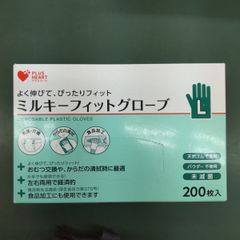 PLUS HEART
よく伸びて、ぴったりフィット
ミルキーフィットグローブ
DISPOSABLE PLASTIC GLOVES
L
食品加工
天然ゴム不使用
パウダー不使用
未滅菌
よく伸びて、ぴったりフィット!
おむつ交換や、からだの清拭時に最適
左右両用で経済的
食品加工にも使用できます
200枚入